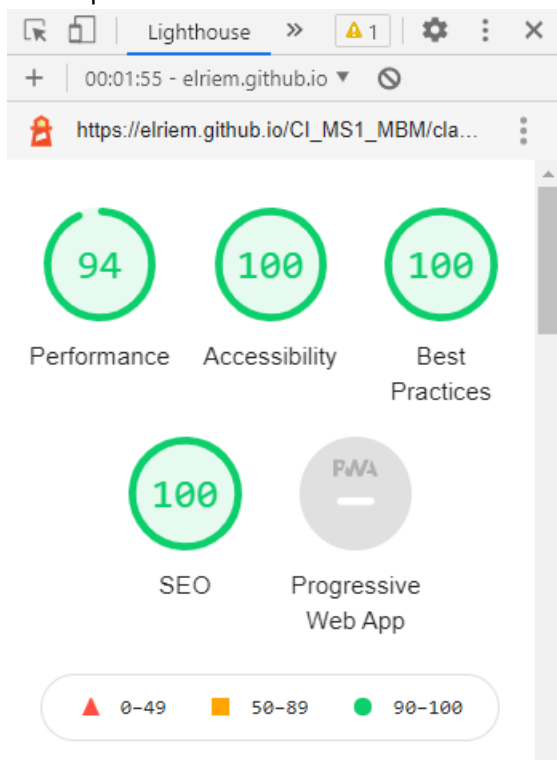 Lighthouse » 1
00:01:55 - elriem.github.io
https://elriem.github.io/CI_MS1_MBM/cla...
94 100 100
Performance Accessibility Best
Practices
100 PWA
SEO Progressive
Web App
0–49 50–89 90–100